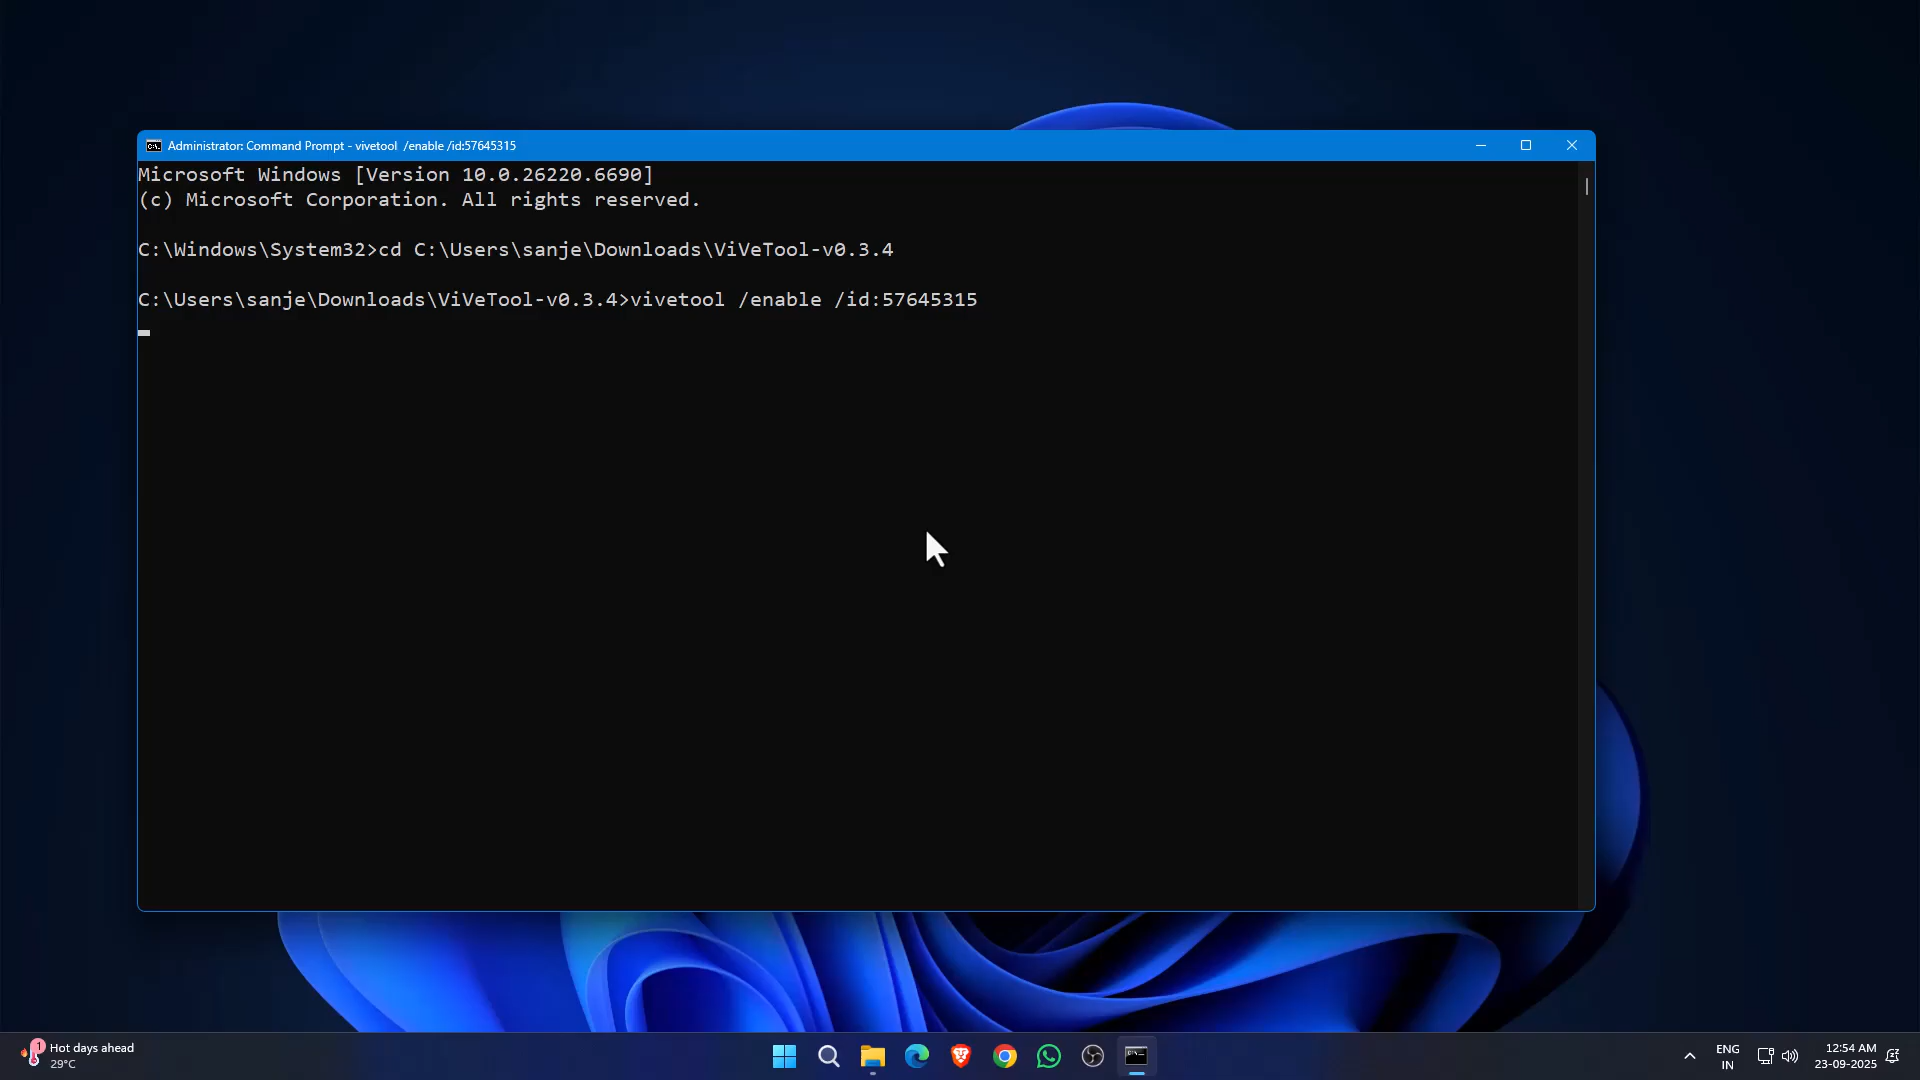 Administrator: Command Prompt - vivetool  /enable /id:57645315
Microsoft Windows [Version 10.0.26220.6690]
(c) Microsoft Corporation. All rights reserved.
C:\Windows\System32>cd C:\Users\sanje\Downloads\ViVeTool-v0.3.4
C:\Users\sanje\Downloads\ViVeTool-v0.3.4>vivetool /enable /id:57645315
1
Hot days ahead
29°C
ENG
IN
12:54 AM
23-09-2025